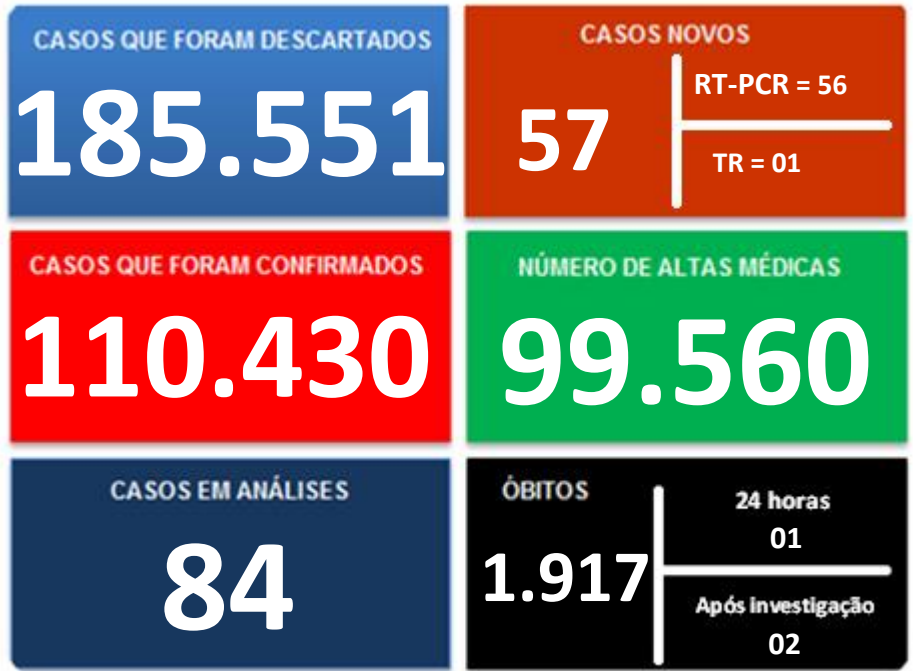 CASOS QUE FORAM DESCARTADOS
185.551
CASOS NOVOS
57
RT-PCR = 56
TR = 01
CASOS QUE FORAM CONFIRMADOS
110.430
NÚMERO DE ALTAS MÉDICAS
99.560
CASOS EM ANÁLISES
84
ÓBITOS
1.917
24 horas
01
Após investigação
02